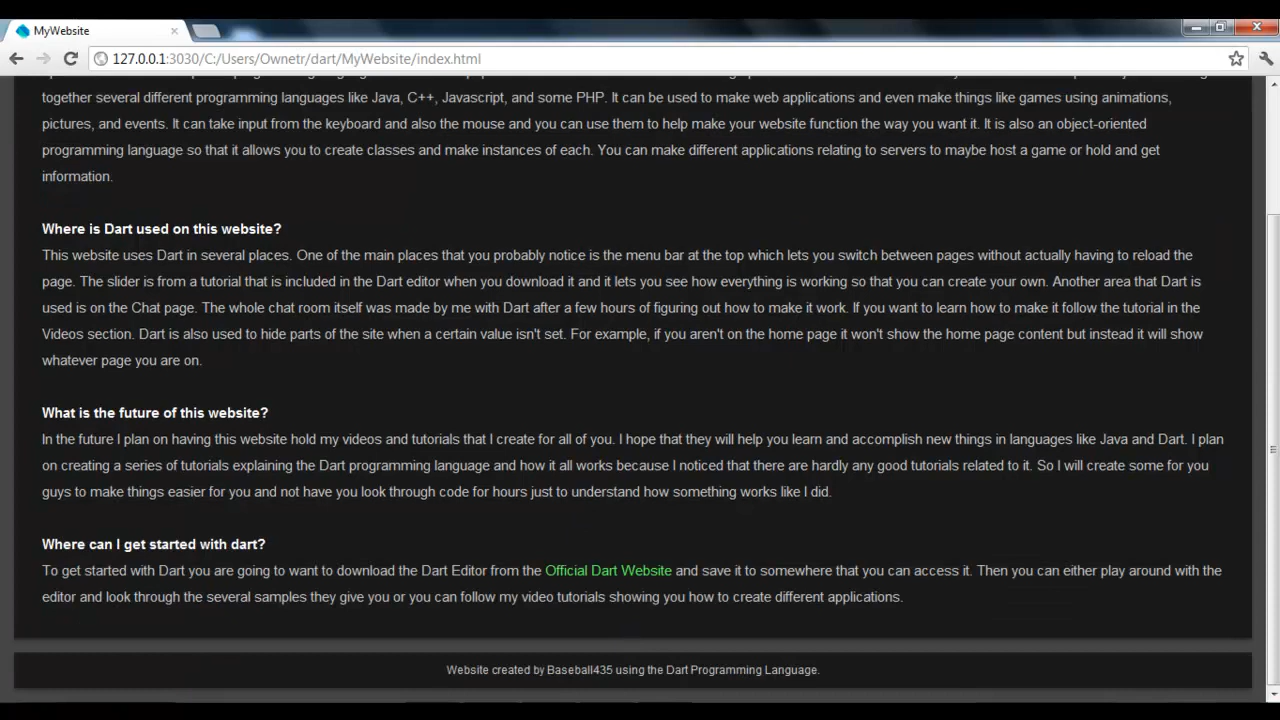 MyWebsite
127.0.0.1:3030/C:/Users/Ownetr/dart/MyWebsite/index.html
together several different programming languages like Java, C++, Javascript, and some PHP. It can be used to make web applications and even make things like games using animations,
pictures, and events. It can take input from the keyboard and also the mouse and you can use them to help make your website function the way you want it. It is also an object-oriented
programming language so that it allows you to create classes and make instances of each. You can make different applications relating to servers to maybe host a game or hold and get
information.
Where is Dart used on this website?
This website uses Dart in several places. One of the main places that you probably notice is the menu bar at the top which lets you switch between pages without actually having to reload the
page. The slider is from a tutorial that is included in the Dart editor when you download it and it lets you see how everything is working so that you can create your own. Another area that Dart is
used is on the Chat page. The whole chat room itself was made by me with Dart after a few hours of figuring out how to make it work. If you want to learn how to make it follow the tutorial in the
Videos section. Dart is also used to hide parts of the site when a certain value isn't set. For example, if you aren't on the home page it won't show the home page content but instead it will show
whatever page you are on.
What is the future of this website?
In the future I plan on having this website hold my videos and tutorials that I create for all of you. I hope that they will help you learn and accomplish new things in languages like Java and Dart. I plan
on creating a series of tutorials explaining the Dart programming language and how it all works because I noticed that there are hardly any good tutorials related to it. So I will create some for you
guys to make things easier for you and not have you look through code for hours just to understand how something works like I did.
Where can I get started with dart?
To get started with Dart you are going to want to download the Dart Editor from the Official Dart Website and save it to somewhere that you can access it. Then you can either play around with the
editor and look through the several samples they give you or you can follow my video tutorials showing you how to create different applications.
Website created by Baseball435 using the Dart Programming Language.